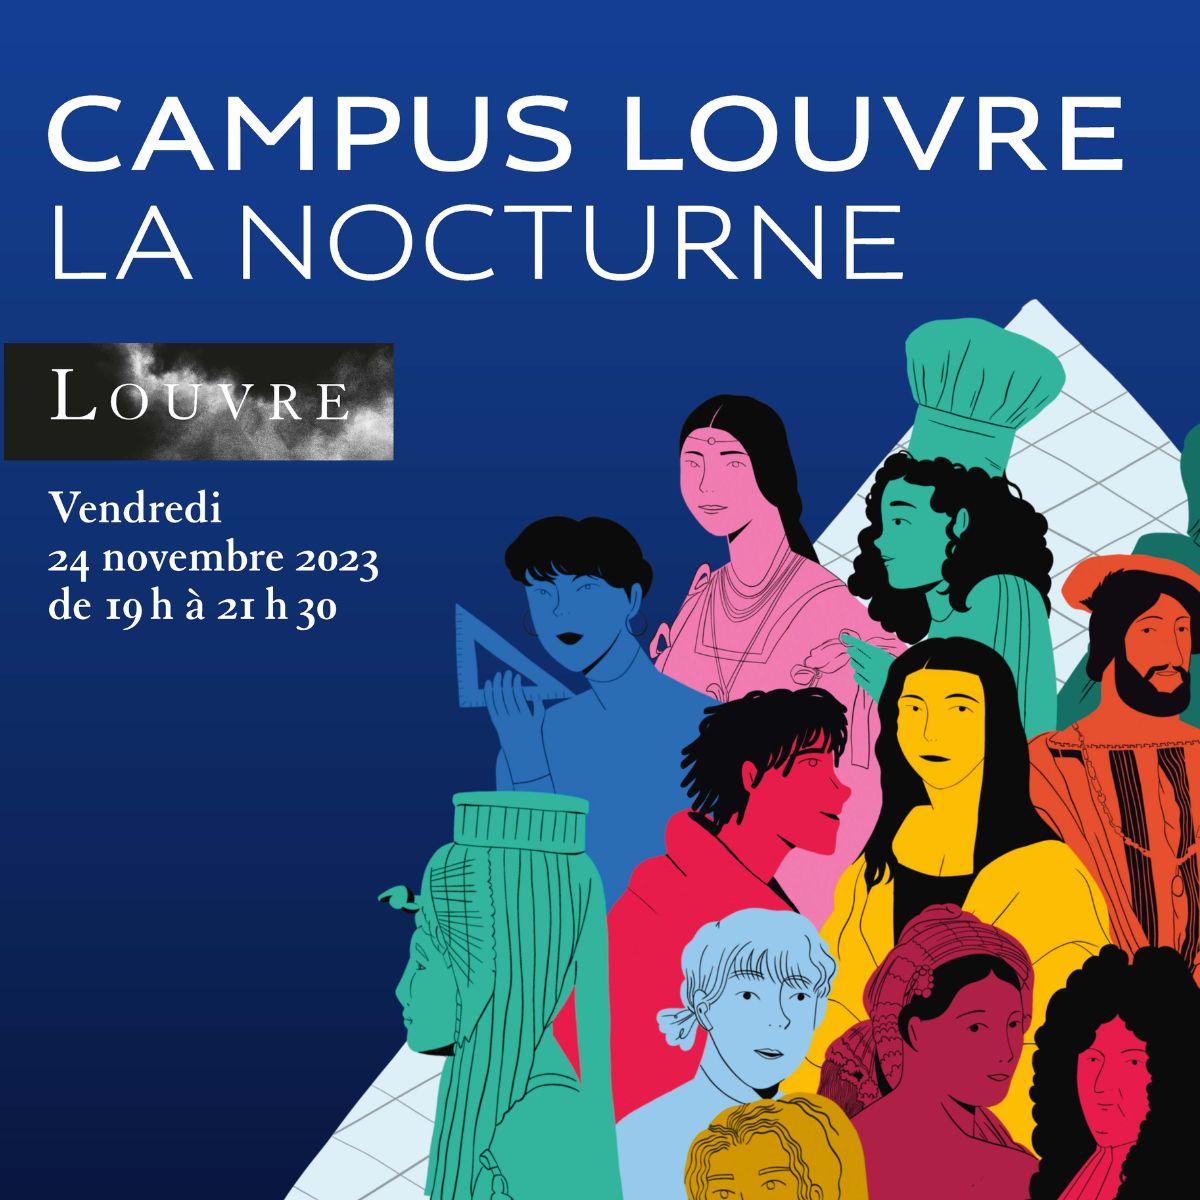 CAMPUS LOUVRE
LA NOCTURNE
LOUVRE
Vendredi
24 novembre 2023
de 19 h à 21 h 30